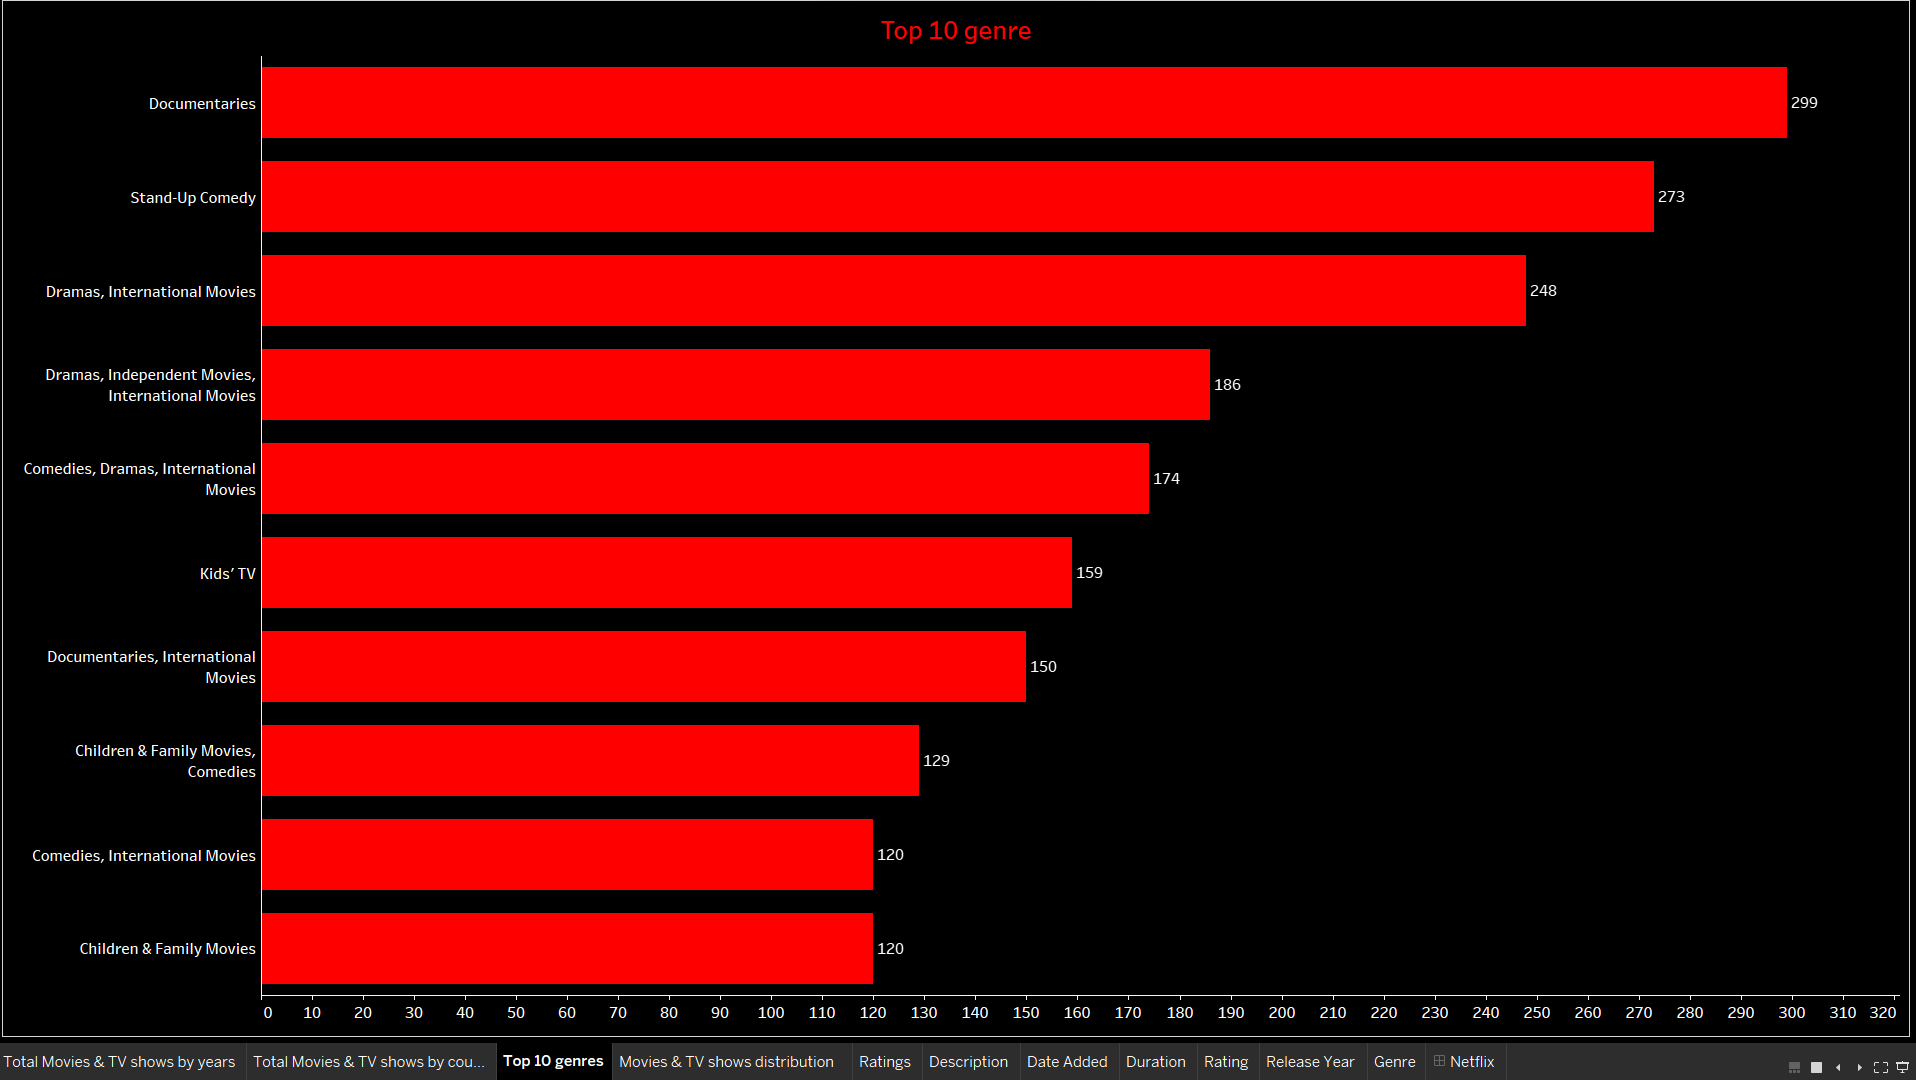 Top 10 genre
Documentaries
299
Stand-Up Comedy
273
Dramas, International Movies
248
Dramas, Independent Movies,
International Movies
186
Comedies, Dramas, International
Movies
174
Kids’ TV
159
Documentaries, International
Movies
150
Children & Family Movies,
Comedies
129
Comedies, International Movies
120
Children & Family Movies
120
0 10 20 30 40 50 60 70 80 90 100 110 120 130 140 150 160 170 180 190 200 210 220 230 240 250 260 270 280 290 300 310 320
Total Movies & TV shows by years Total Movies & TV shows by cou... Top 10 genres Movies & TV shows distribution Ratings Description Date Added Duration Rating Release Year Genre Netflix